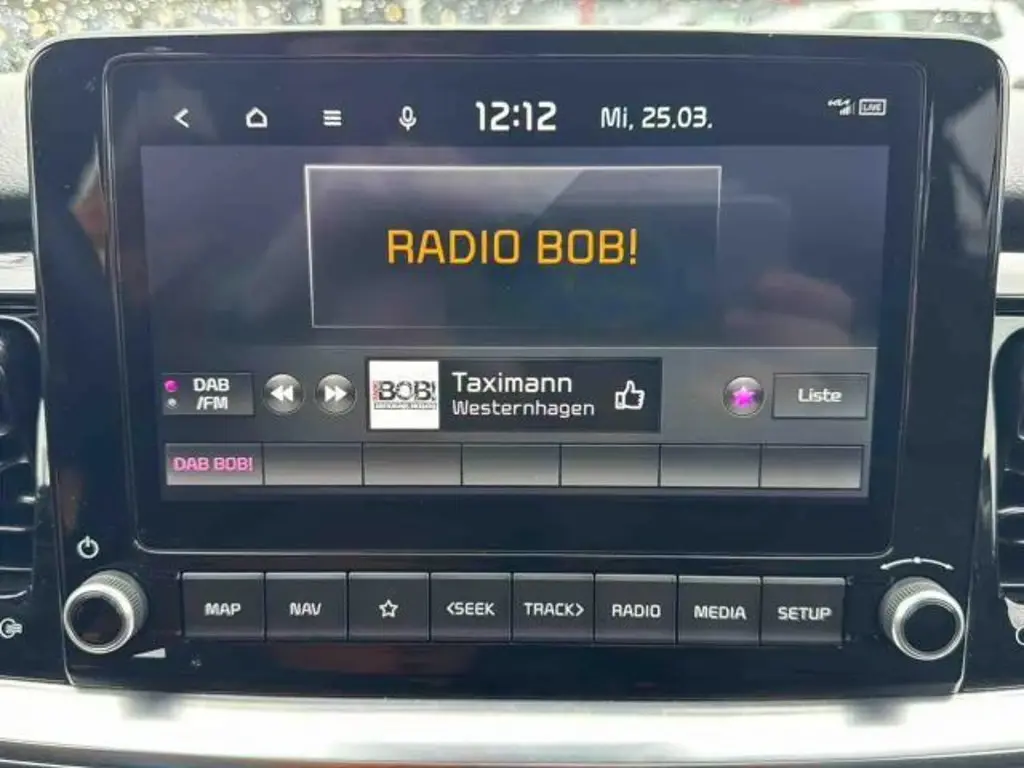 12:12
Mi, 25.03.
LIVE
RADIO BOB!
DAB
/FM
BOB!
Taximann
Westernhagen
Liste
DAB BOB!
MAP
NAV
<SEEK
TRACK>
RADIO
MEDIA
SETUP